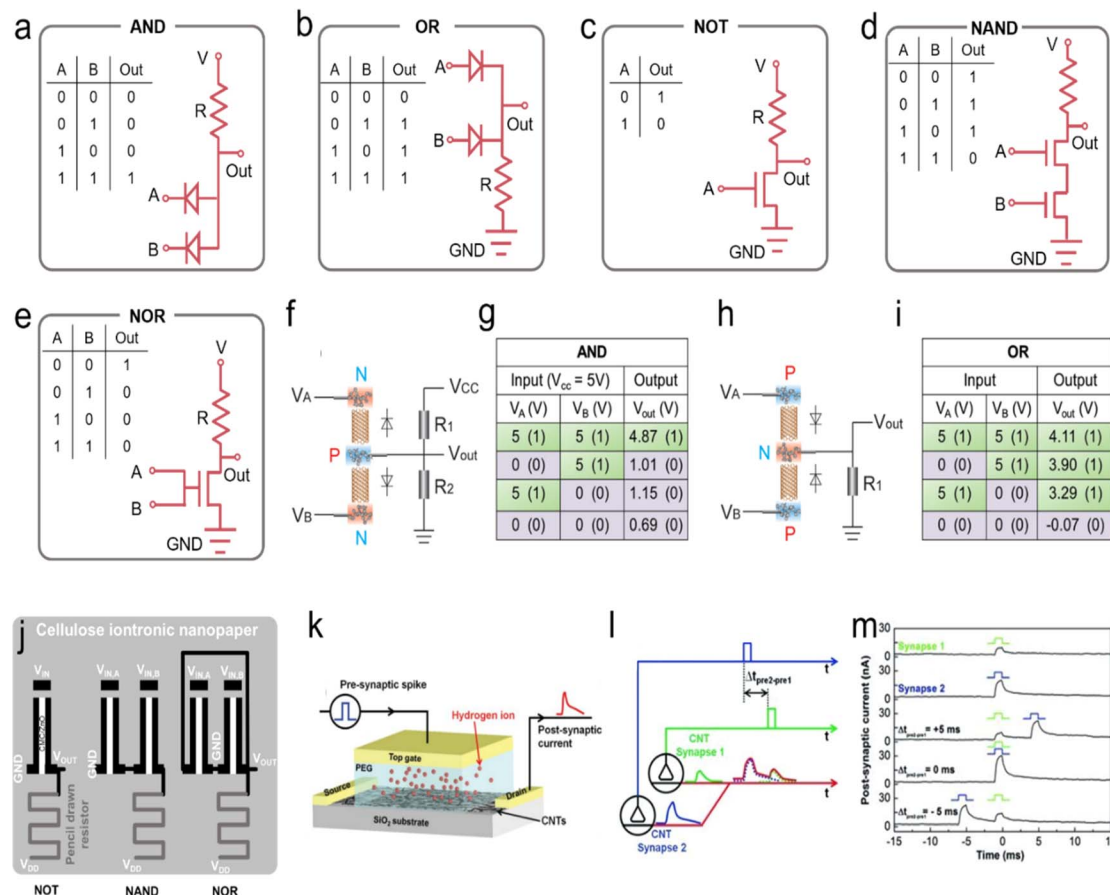 a
AND
A B Out
0 0 0
0 1 0
1 0 0
1 1 1
V
R
Out
A
B
b
OR
A B Out
0 0 0
0 1 1
1 0 1
1 1 1
A
B
Out
R
GND
c
NOT
A Out
0 1
1 0
V
R
Out
A
GND
d
NAND
A B Out
0 0 1
0 1 1
1 0 1
1 1 0
V
Out
A
B
GND
e
NOR
A B Out
0 0 1
0 1 0
1 0 0
1 1 0
V
R
Out
A
B
GND
f
N
VA
VCC
R1
P
Vout
R2
VB
N
g
AND
Input (Vcc = 5V) Output
VA (V) VB (V) Vout (V)
5 (1) 5 (1) 4.87 (1)
0 (0) 5 (1) 1.01 (0)
5 (1) 0 (0) 1.15 (0)
0 (0) 0 (0) 0.69 (0)
h
P
VA
Vout
N
R1
VB
P
i
OR
Input Output
VA (V) VB (V) Vout (V)
5 (1) 5 (1) 4.11 (1)
0 (0) 5 (1) 3.90 (1)
5 (1) 0 (0) 3.29 (1)
0 (0) 0 (0) -0.07 (0)
j
Cellulose iontronic nanopaper
VIN
VIN,A VIN,B
VIN,A VIN,B
GND
VOUT
GND
GND
VOUT
Pencil drawn
resistor
VDD
VDD
NOT NAND NOR
k
Pre-synaptic spike
Hydrogen ion
Post-synaptic
current
Top gate
PEG
Source
Drain
SiO2 substrate
CNTs
l
t
Δtpre2-pre1
t
CNT
Synapse 1
t
CNT
Synapse 2
m
Post-synaptic current (nA)
30
0
30
0
30
0
30
0
30
0
Synapse 1
Synapse 2
Δtpre2-pre1 = +5 ms
Δtpre2-pre1 = 0 ms
Δtpre2-pre1 = - 5 ms
-15 -10 -5 0 5 10 15
Time (ms)